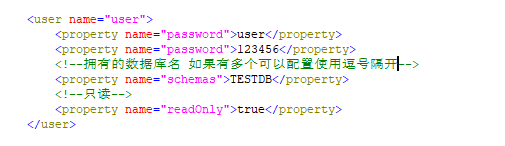 <user name="user">
<property name="password">user</property>
<property name="password">123456</property>
<!--拥有的数据库名 如果有多个可以配置使用逗号隔开-->
<property name="schemas">TESTDB</property>
<!--只读-->
<property name="readOnly">true</property>
</user>